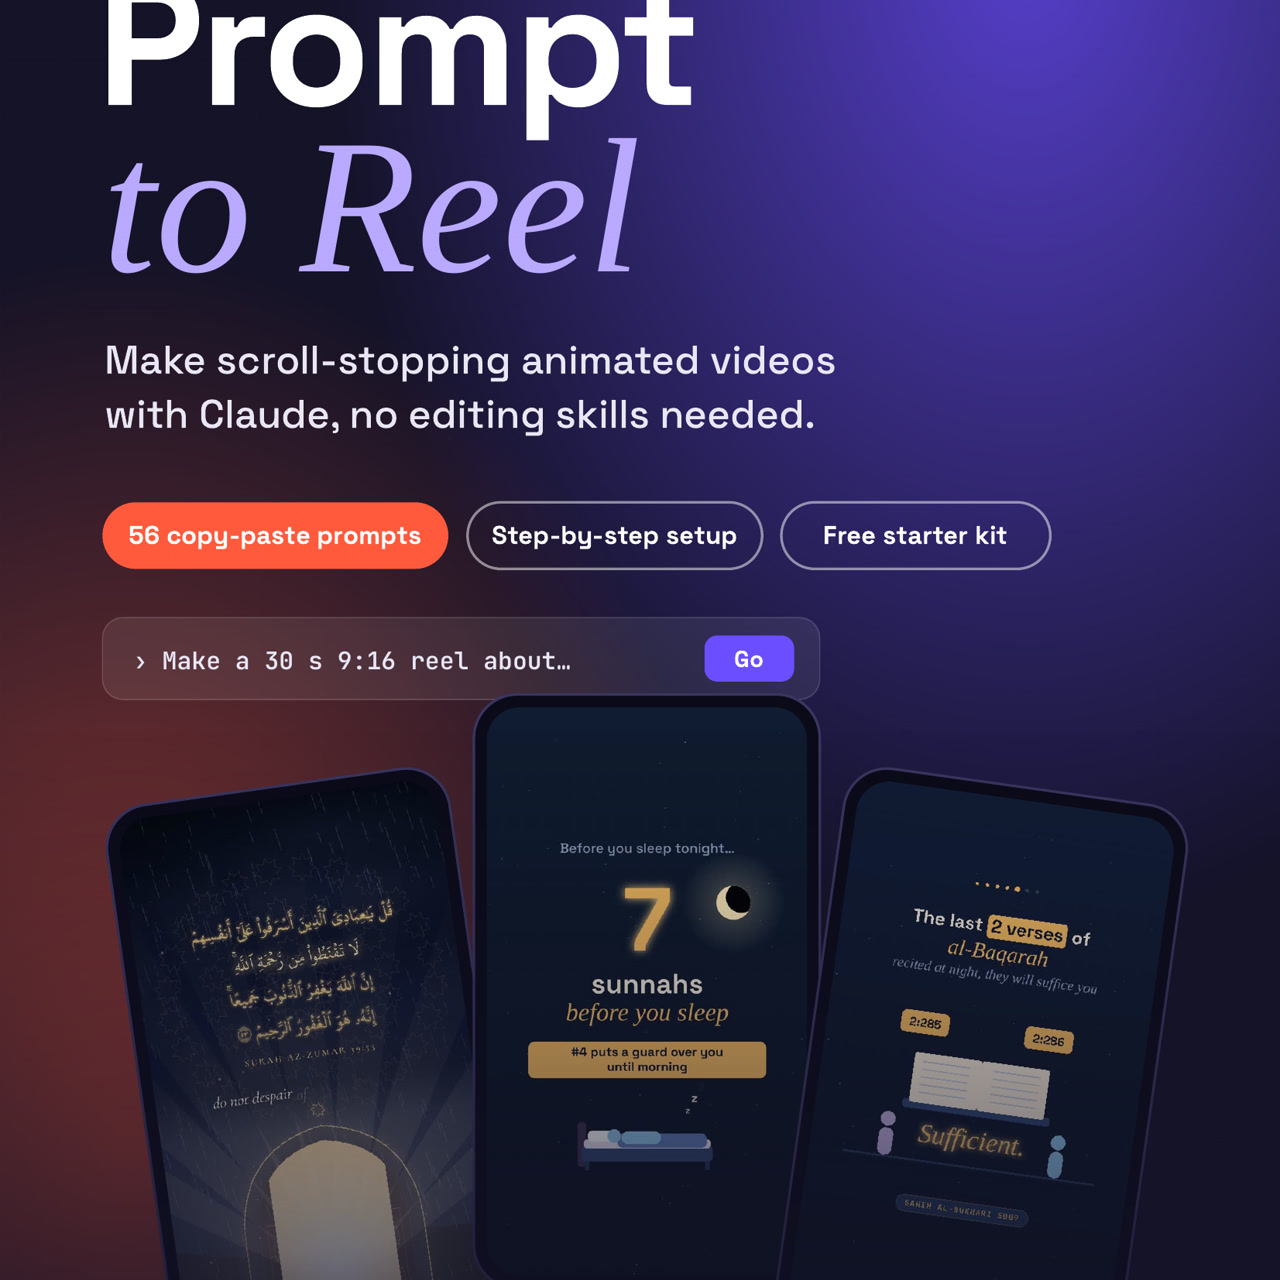 Prompt
to Reel
Make scroll-stopping animated videos
with Claude, no editing skills needed.
56 copy-paste prompts
Step-by-step setup
Free starter kit
› Make a 30 s 9:16 reel about…
Go
قُلْ يَـٰعِبَادِىَ ٱلَّذِينَ أَسْرَفُوا۟ عَلَىٰٓ أَنفُسِهِمْ
لَا تَقْنَطُوا۟ مِن رَّحْمَةِ ٱللَّهِ ۚ
إِنَّ ٱللَّهَ يَغْفِرُ ٱلذُّنُوبَ جَمِيعًا ۚ
إِنَّهُۥ هُوَ ٱلْغَفُورُ ٱلرَّحِيمُ ۝٥٣
SURAH AZ-ZUMAR 39:53
do not despair of
Before you sleep tonight…
7
sunnahs
before you sleep
#4 puts a guard over you
until morning
z
z
The last 2 verses of
al-Baqarah
recited at night, they will suffice you
2:285
2:286
Sufficient.
SAHIH AL-BUKHARI 5009